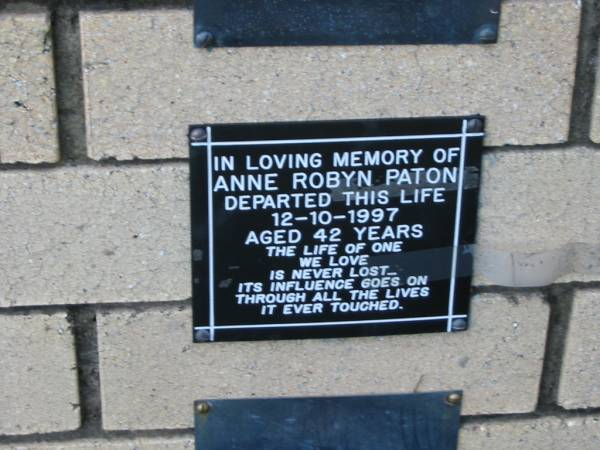 IN LOVING MEMORY OF
ANNE ROBYN PATON
DEPARTED THIS LIFE
12-10-1997
AGED 42 YEARS
THE LIFE OF ONE
WE LOVE
IS NEVER LOST...
ITS INFLUENCE GOES ON
THROUGH ALL THE LIVES
IT EVER TOUCHED.